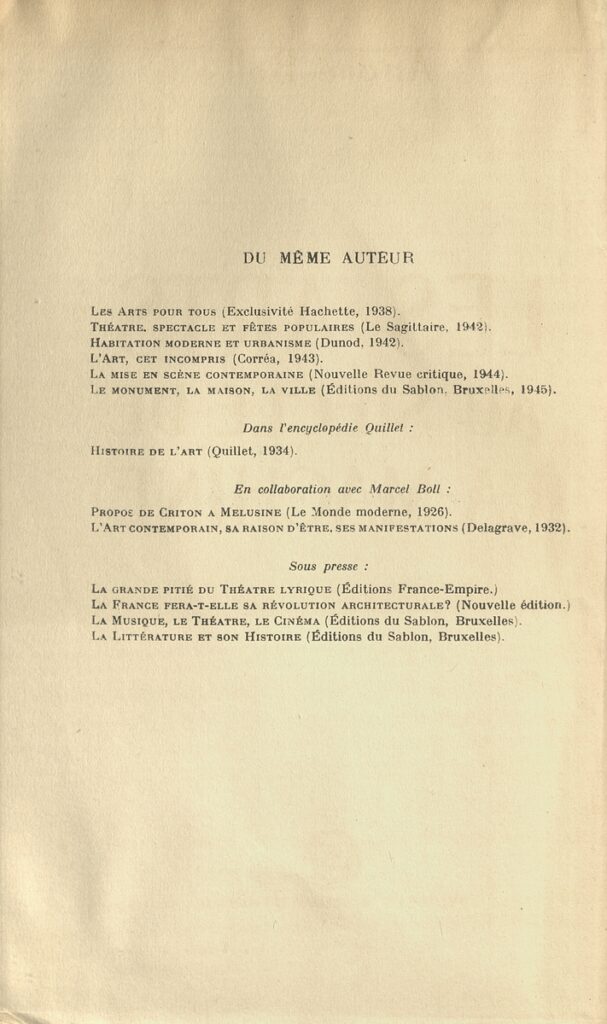 DU MÊME AUTEUR
Les Arts pour tous (Exclusivité Hachette, 1938).
Théatre. spectacle et fêtes populaires (Le Sagittaire, 1942).
Habitation moderne et urbanisme (Dunod, 1942).
L'Art, cet incompris (Corréa, 1943).
La mise en scène contemporaine (Nouvelle Revue critique, 1944).
Le monument, la maison, la ville (Éditions du Sablon. Bruxelles, 1945).
Dans l'encyclopédie Quillet :
Histoire de l'art (Quillet, 1934).
En collaboration avec Marcel Boll :
Propos de Criton a Melusine (Le Monde moderne, 1926).
L'Art contemporain, sa raison d'être. ses manifestations (Delagrave, 1932).
Sous presse :
La grande pitié du Théatre lyrique (Éditions France-Empire.)
La France fera-t-elle sa révolution architecturale? (Nouvelle édition.)
La Musique, le Théatre, le Cinéma (Éditions du Sablon, Bruxelles).
La Littérature et son Histoire (Éditions du Sablon, Bruxelles).